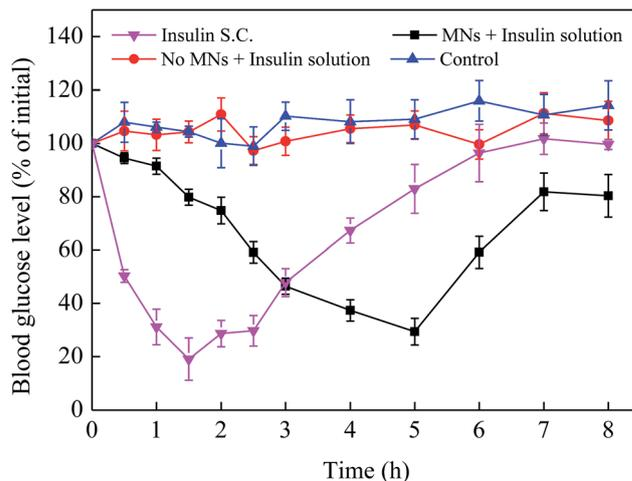 Insulin S.C. MNs + Insulin solution
No MNs + Insulin solution Control
Blood glucose level (% of initial)
140
120
100
80
60
40
20
0
0 1 2 3 4 5 6 7 8
Time (h)